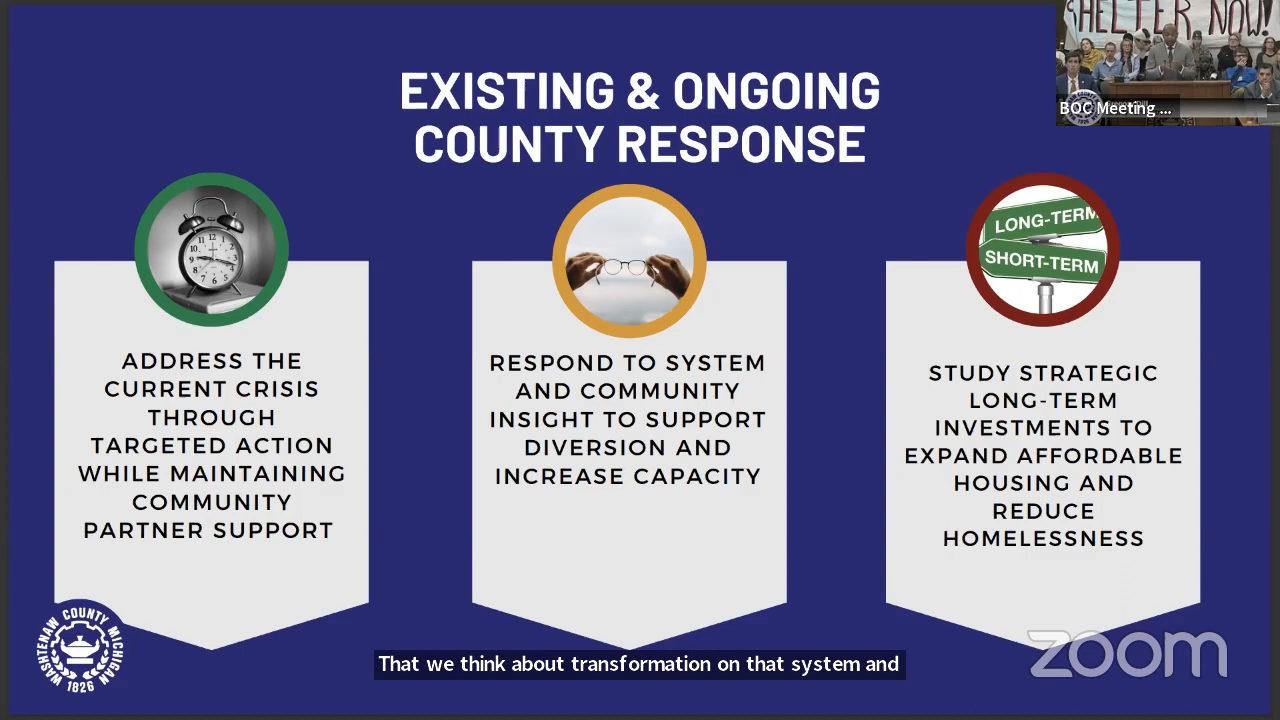 SHELTER NOW!
BOC Meeting ...
EXISTING & ONGOING
COUNTY RESPONSE
ADDRESS THE
CURRENT CRISIS
THROUGH
TARGETED ACTION
WHILE MAINTAINING
COMMUNITY
PARTNER SUPPORT
RESPOND TO SYSTEM
AND COMMUNITY
INSIGHT TO SUPPORT
DIVERSION AND
INCREASE CAPACITY
LONG-TERM
SHORT-TERM
STUDY STRATEGIC
LONG-TERM
INVESTMENTS TO
EXPAND AFFORDABLE
HOUSING AND
REDUCE
HOMELESSNESS
WASHTENAW COUNTY MICHIGAN
1826
That we think about transformation on that system and
zoom